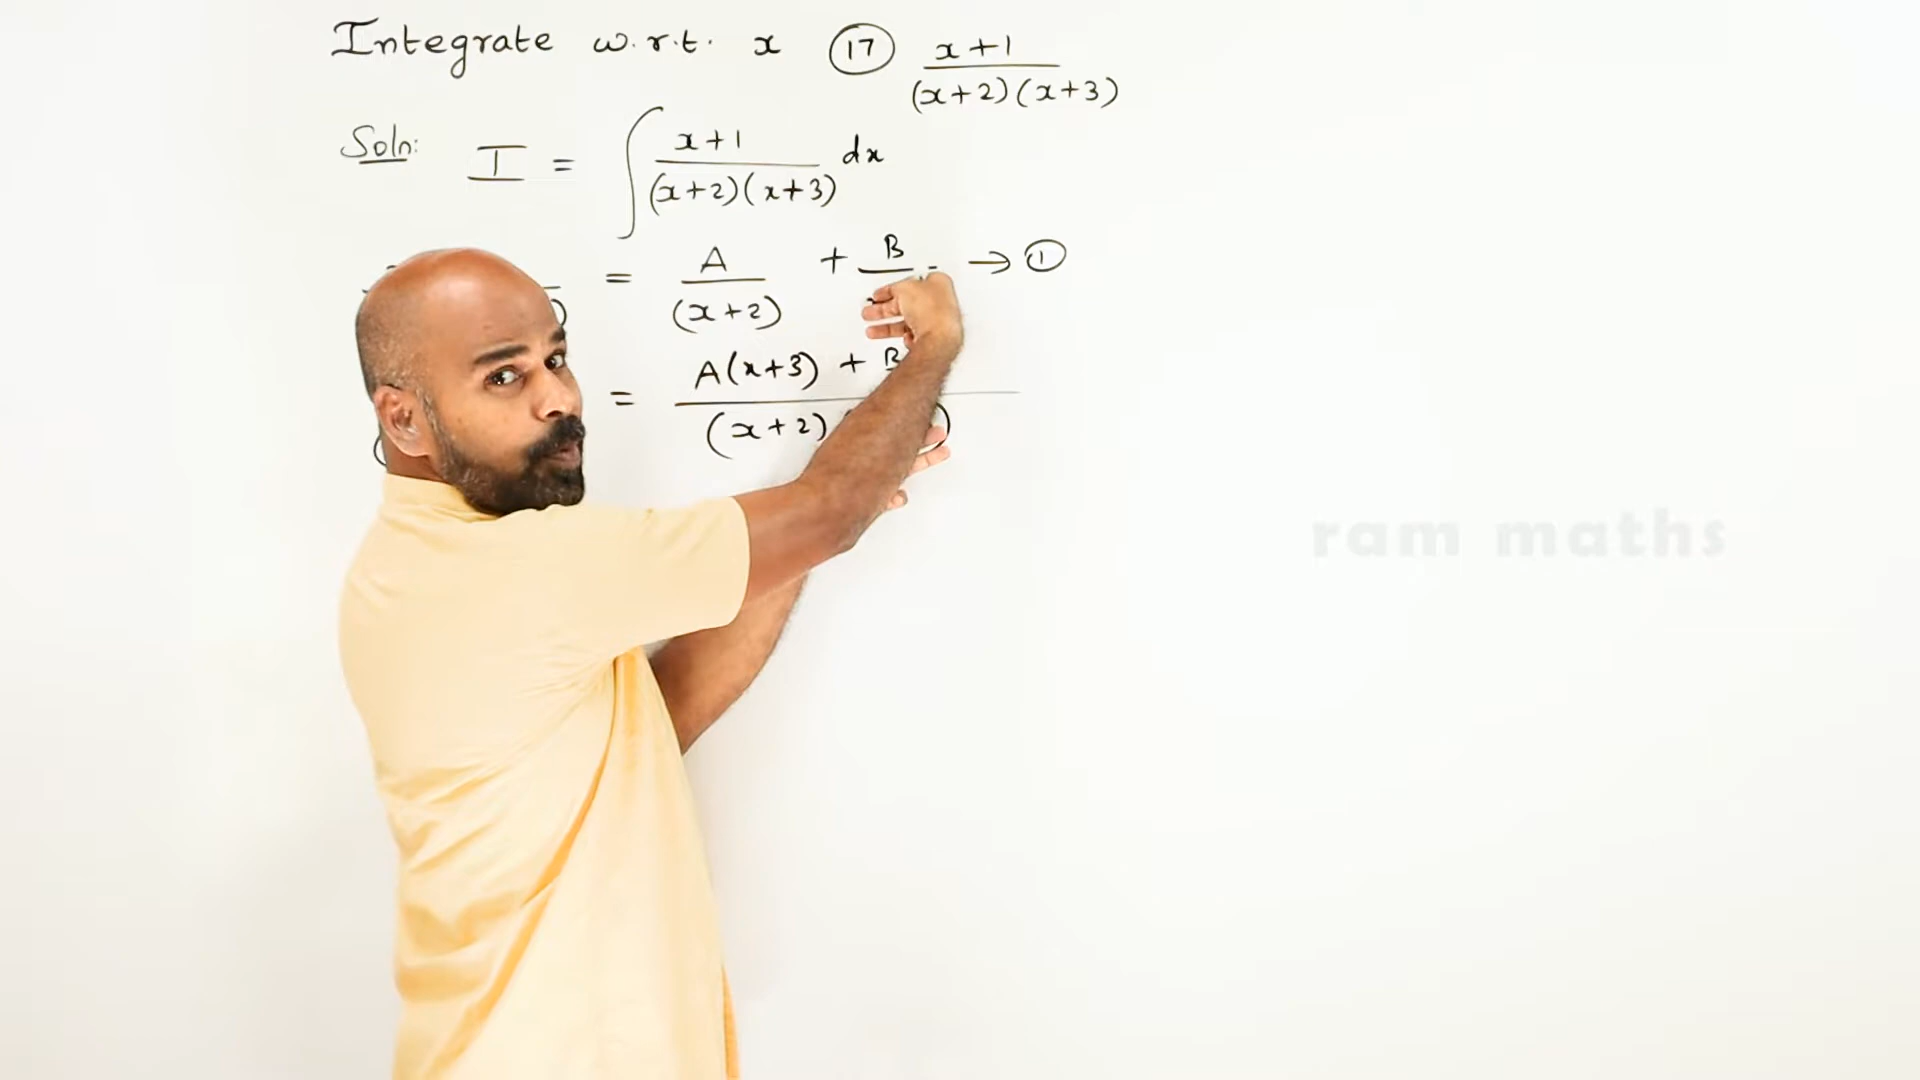 Integrate w.r.t. x ⑰ (x+1)/((x+2)(x+3))
Soln: I = ∫ (x+1)/((x+2)(x+3)) dx
= A/(x+2) + B → ①
= A(x+3) + B
(x+2)
ram maths